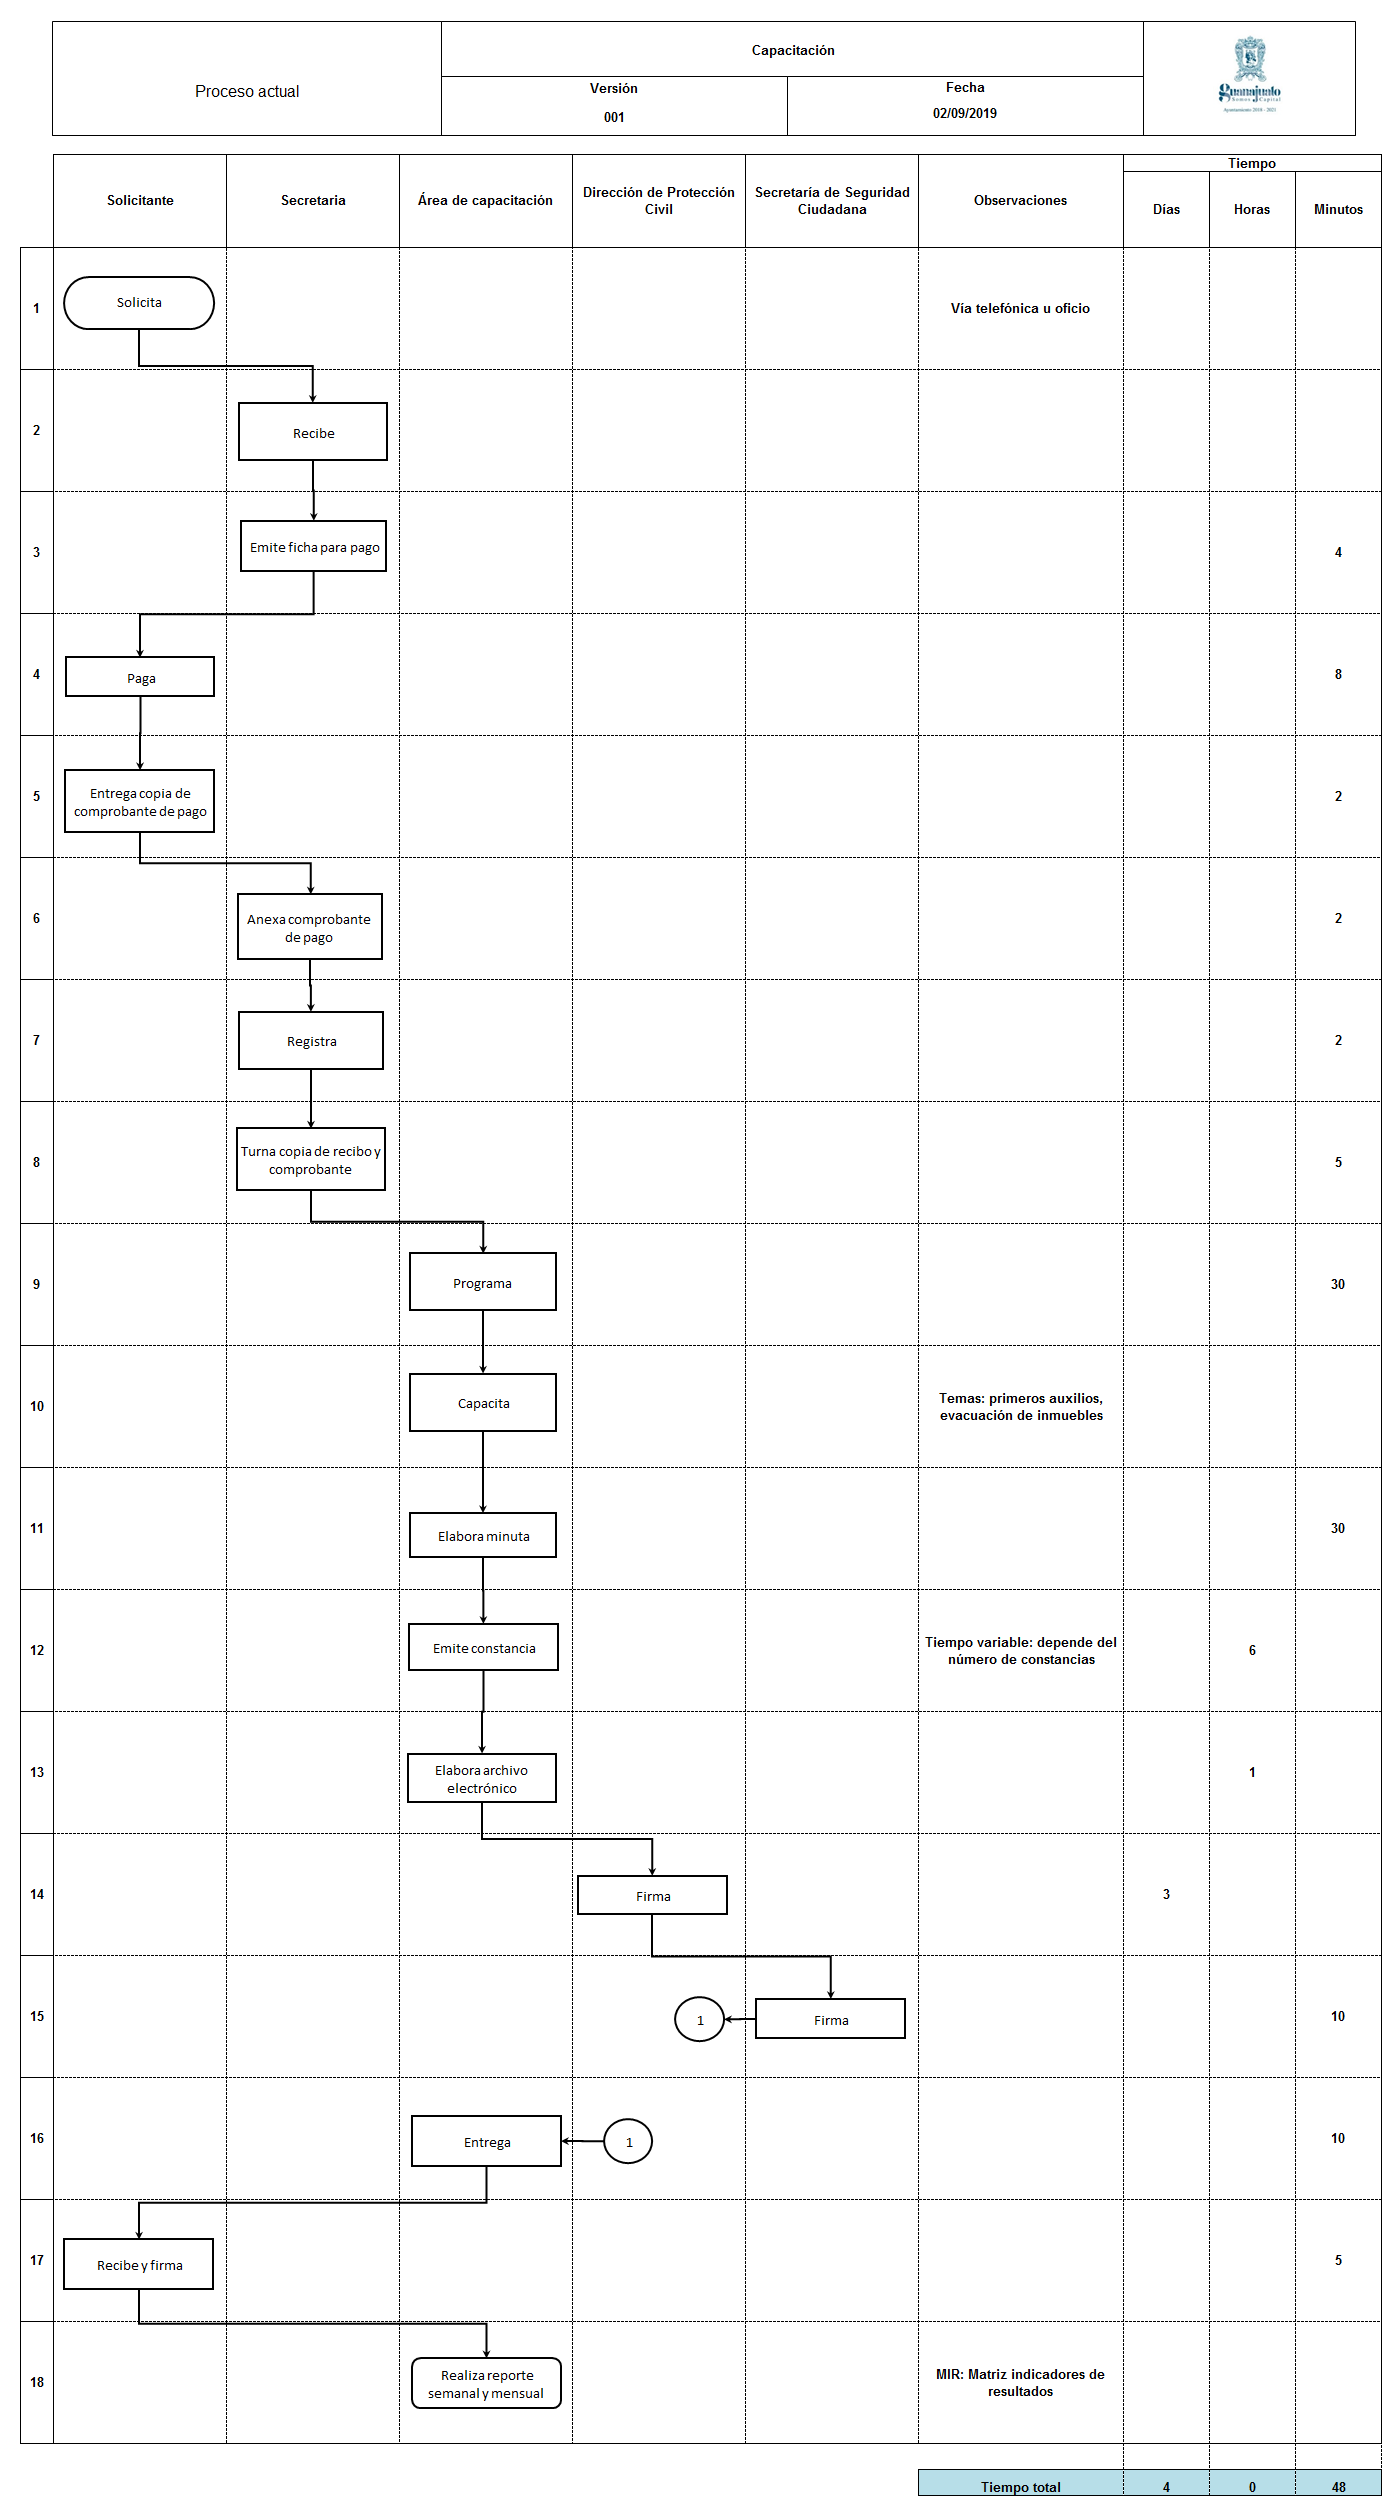 Proceso actual
Capacitación
Versión
001
Fecha
02/09/2019
guanajuato
Somos Capital
Ayuntamiento 2018 - 2021
Solicitante
Secretaria
Área de capacitación
Dirección de Protección
Civil
Secretaría de Seguridad
Ciudadana
Observaciones
Tiempo
Días
Horas
Minutos
1
Solicita
Vía telefónica u oficio
2
Recibe
3
Emite ficha para pago
4
4
Paga
8
5
Entrega copia de
comprobante de pago
2
6
Anexa comprobante
de pago
2
7
Registra
2
8
Turna copia de recibo y
comprobante
5
9
Programa
30
10
Capacita
Temas: primeros auxilios,
evacuación de inmuebles
11
Elabora minuta
30
12
Emite constancia
Tiempo variable: depende del
número de constancias
6
13
Elabora archivo
electrónico
1
14
Firma
3
15
1
Firma
10
16
Entrega
1
10
17
Recibe y firma
5
18
Realiza reporte
semanal y mensual
MIR: Matriz indicadores de
resultados
Tiempo total
4
0
48